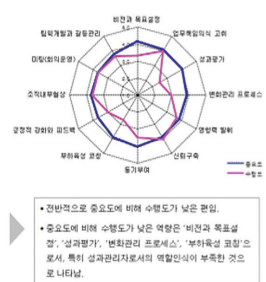 비전과 목표설정
팀워개발과 갈등관리
업무책임의식 고취
미팅(회의운영)
성과평가
조직내부협상
변화관리 프로세스
긍정적 강화와 피드백
영향력 발휘
부하육성 코칭
신뢰구축
동기부여
중요도
수행도
• 전반적으로 중요도에 비해 수행도가 낮은 편임.
• 중요도에 비해 수행도가 낮은 역량은 '비전과 목표설
정', '성과평가', '변화관리 프로세스', '부하육성 코칭'으
로서, 특히 성과관리자로서의 역할인식이 부족한 것으
로 나타남.